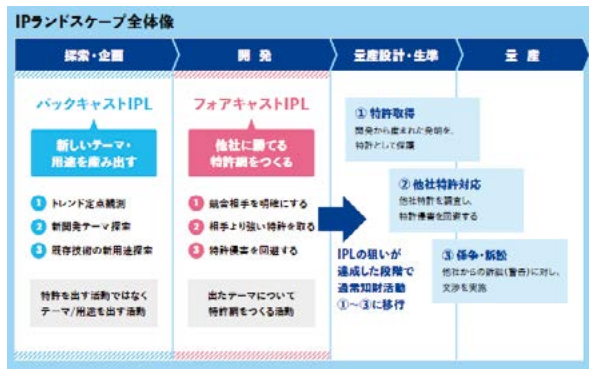 IPランドスケープ全体像
探索・企画
開発
量産設計・生準
量産
バックキャストIPL
新しいテーマ・
用途を産み出す
1 トレンド定点観測
2 新開発テーマ探索
3 既存技術の新用途探索
特許を出す活動ではなく
テーマ/用途を出す活動
フォアキャストIPL
他社に勝てる
特許網をつくる
1 競合相手を明確にする
2 相手より強い特許を取る
3 特許侵害を回避する
出たテーマについて
特許網をつくる活動
IPLの狙いが
達成した段階で
通常知財活動
①〜③に移行
① 特許取得
開発から産まれた発明を、
特許として保護
② 他社特許対応
他社特許を調査し、
特許侵害を回避する
③ 係争・訴訟
他社からの訴訟(警告)に対し、
交渉を実施